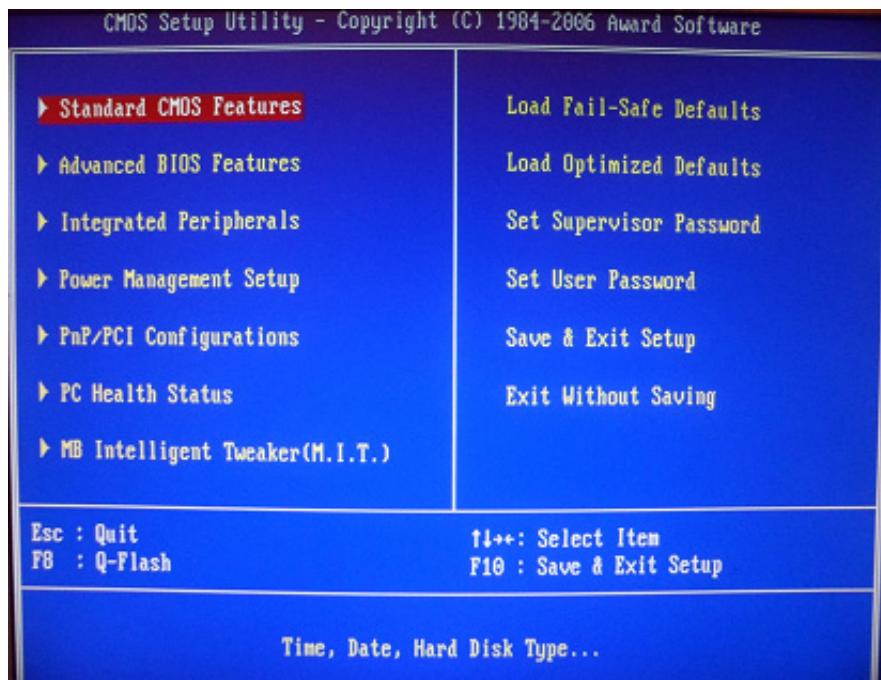 CMOS Setup Utility - Copyright (C) 1984-2006 Award Software
▶ Standard CMOS Features
▶ Advanced BIOS Features
▶ Integrated Peripherals
▶ Power Management Setup
▶ PnP/PCI Configurations
▶ PC Health Status
▶ MB Intelligent Tweaker(M.I.T.)
Load Fail-Safe Defaults
Load Optimized Defaults
Set Supervisor Password
Set User Password
Save & Exit Setup
Exit Without Saving
Esc : Quit
F8 : Q-Flash
↑↓→←: Select Item
F10 : Save & Exit Setup
Time, Date, Hard Disk Type...